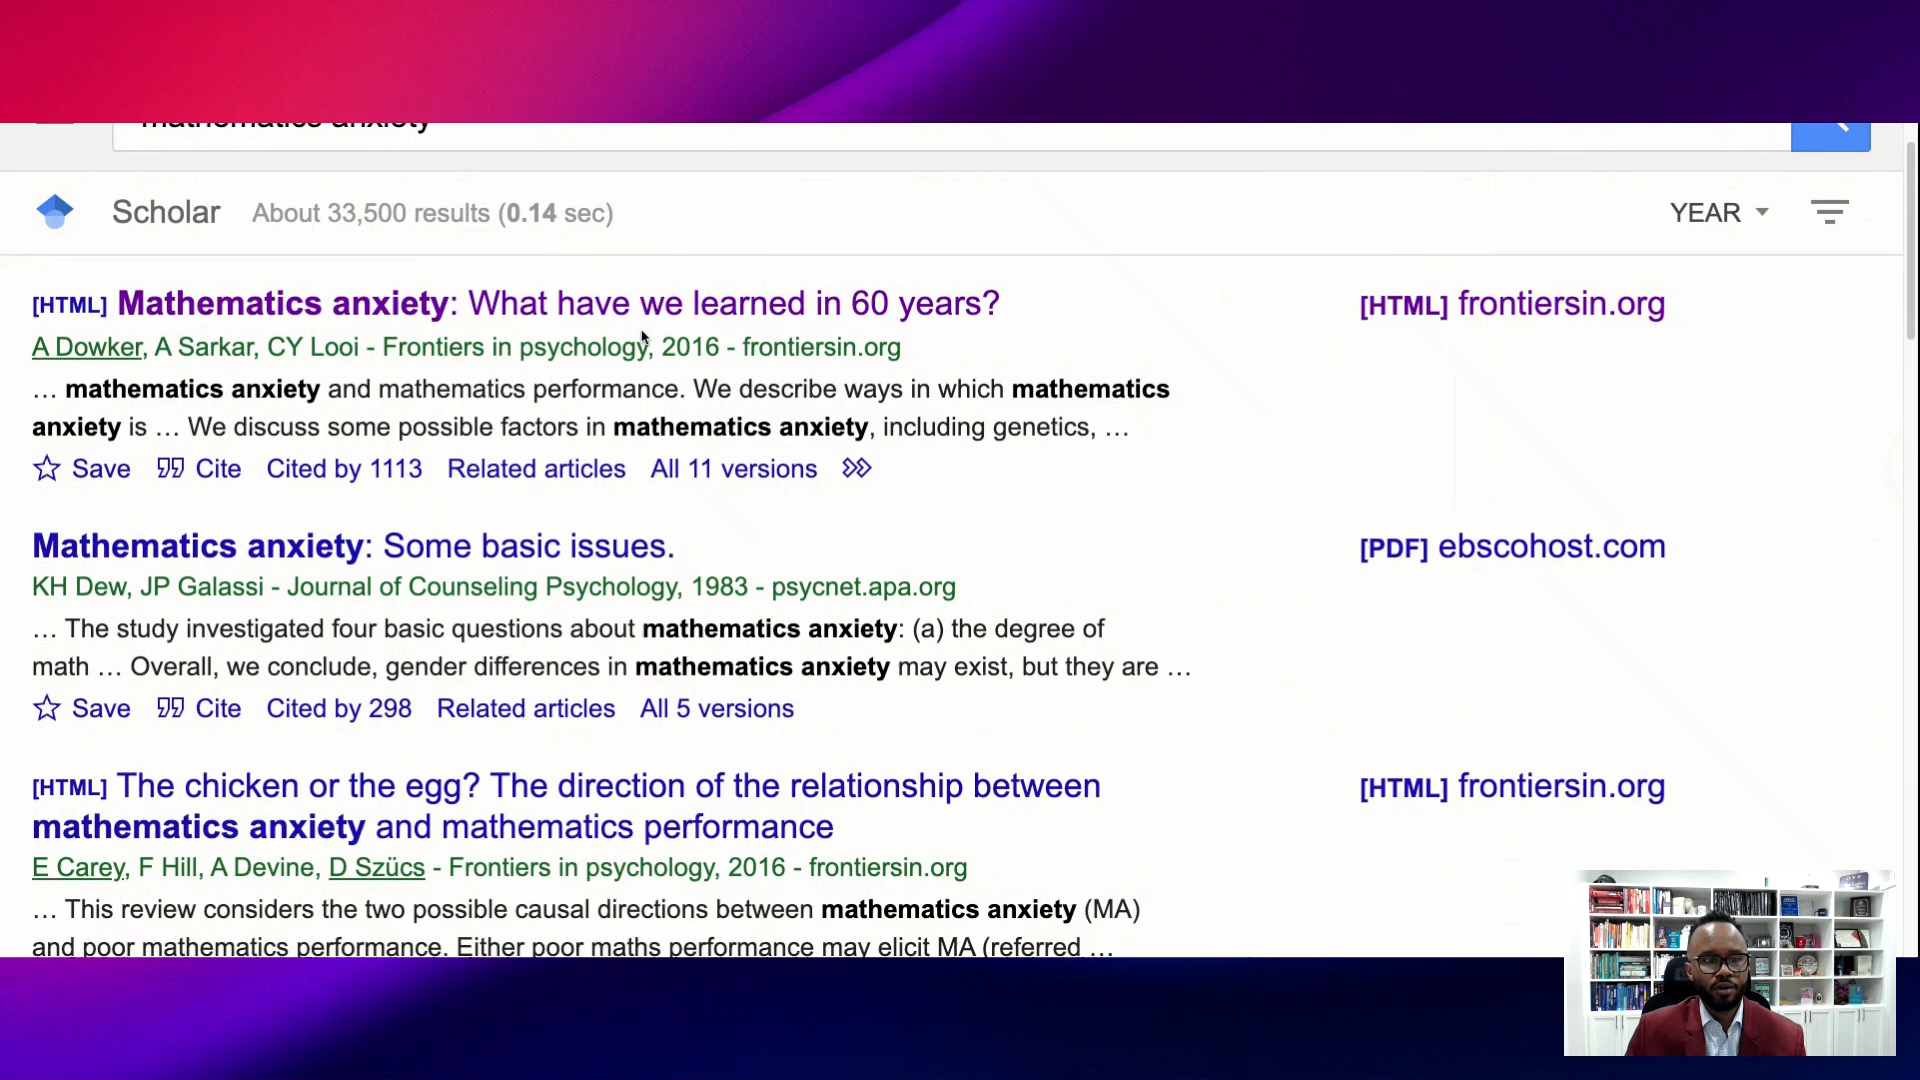 mathematics anxiety
Scholar About 33,500 results (0.14 sec) YEAR
[HTML] Mathematics anxiety: What have we learned in 60 years? [HTML] frontiersin.org
A Dowker, A Sarkar, CY Looi - Frontiers in psychology, 2016 - frontiersin.org
… mathematics anxiety and mathematics performance. We describe ways in which mathematics
anxiety is … We discuss some possible factors in mathematics anxiety, including genetics, …
Save Cite Cited by 1113 Related articles All 11 versions
Mathematics anxiety: Some basic issues. [PDF] ebscohost.com
KH Dew, JP Galassi - Journal of Counseling Psychology, 1983 - psycnet.apa.org
… The study investigated four basic questions about mathematics anxiety: (a) the degree of
math … Overall, we conclude, gender differences in mathematics anxiety may exist, but they are …
Save Cite Cited by 298 Related articles All 5 versions
[HTML] The chicken or the egg? The direction of the relationship between [HTML] frontiersin.org
mathematics anxiety and mathematics performance
E Carey, F Hill, A Devine, D Szücs - Frontiers in psychology, 2016 - frontiersin.org
… This review considers the two possible causal directions between mathematics anxiety (MA)
and poor mathematics performance. Either poor maths performance may elicit MA (referred …